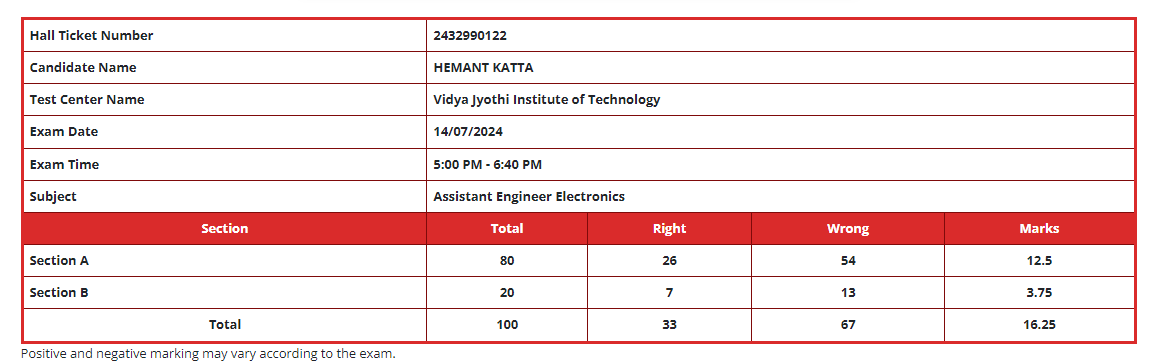 Hall Ticket Number 2432990122
Candidate Name HEMANT KATTA
Test Center Name Vidya Jyothi Institute of Technology
Exam Date 14/07/2024
Exam Time 5:00 PM - 6:40 PM
Subject Assistant Engineer Electronics
Section Total Right Wrong Marks
Section A 80 26 54 12.5
Section B 20 7 13 3.75
Total 100 33 67 16.25
Positive and negative marking may vary according to the exam.